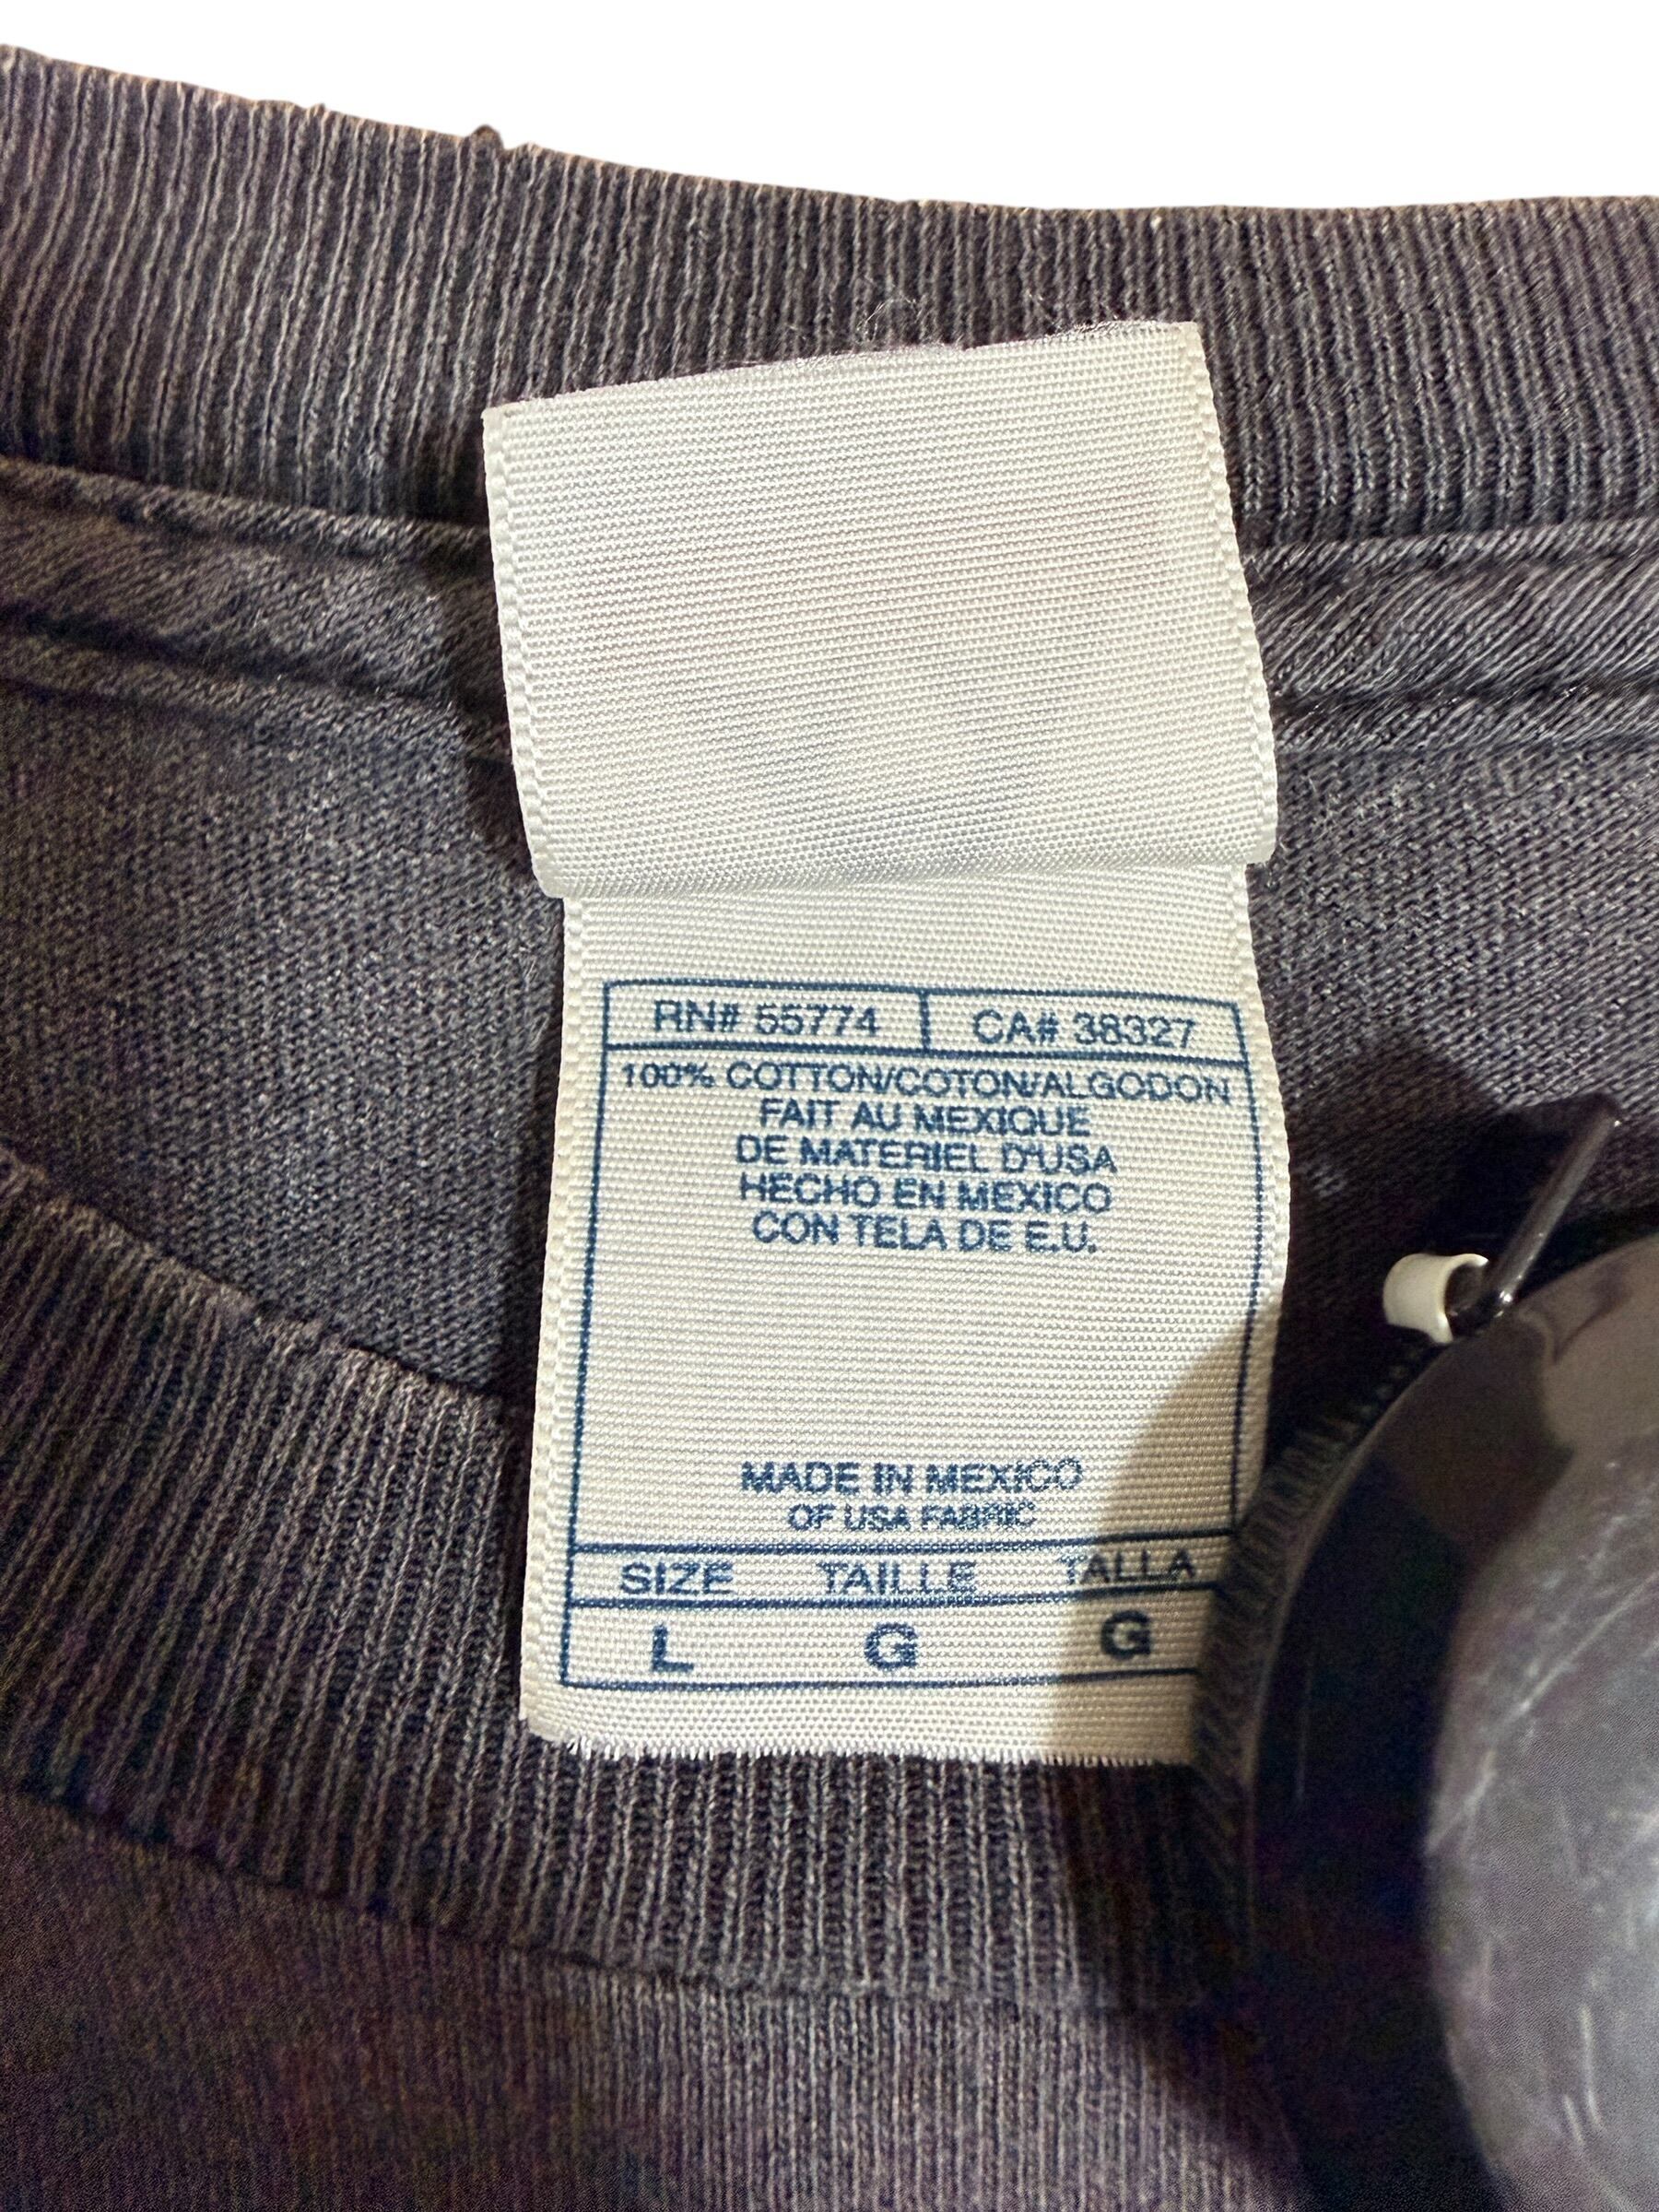 RN# 55774 CA# 38327
100% COTTON/COTON/ALGODON
FAIT AU MEXIQUE
DE MATERIEL D'USA
HECHO EN MEXICO
CON TELA DE E.U.
MADE IN MEXICO
OF USA FABRIC
SIZE TAILLE TALLA
L G G